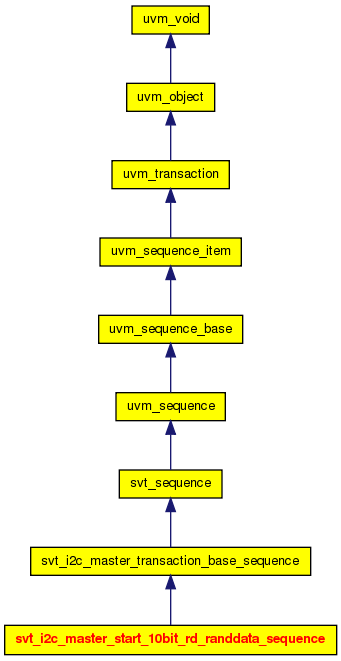 uvm_void
uvm_object
uvm_transaction
uvm_sequence_item
uvm_sequence_base
uvm_sequence
svt_sequence
svt_i2c_master_transaction_base_sequence
svt_i2c_master_start_10bit_rd_randdata_sequence